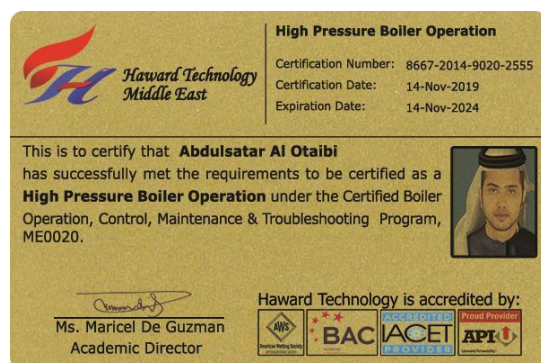 High Pressure Boiler Operation
Certification Number: 8667-2014-9020-2555
Certification Date: 14-Nov-2019
Expiration Date: 14-Nov-2024
Haward Technology
Middle East
This is to certify that Abdulsatar Al Otaibi
has successfully met the requirements to be certified as a
High Pressure Boiler Operation under the Certified Boiler
Operation, Control, Maintenance & Troubleshooting Program,
ME0020.
Ms. Maricel De Guzman
Academic Director
Haward Technology is accredited by:
AWS
American Welding Society
BAC
ACCREDITED
IACET
PROVIDER
Proud Provider
API